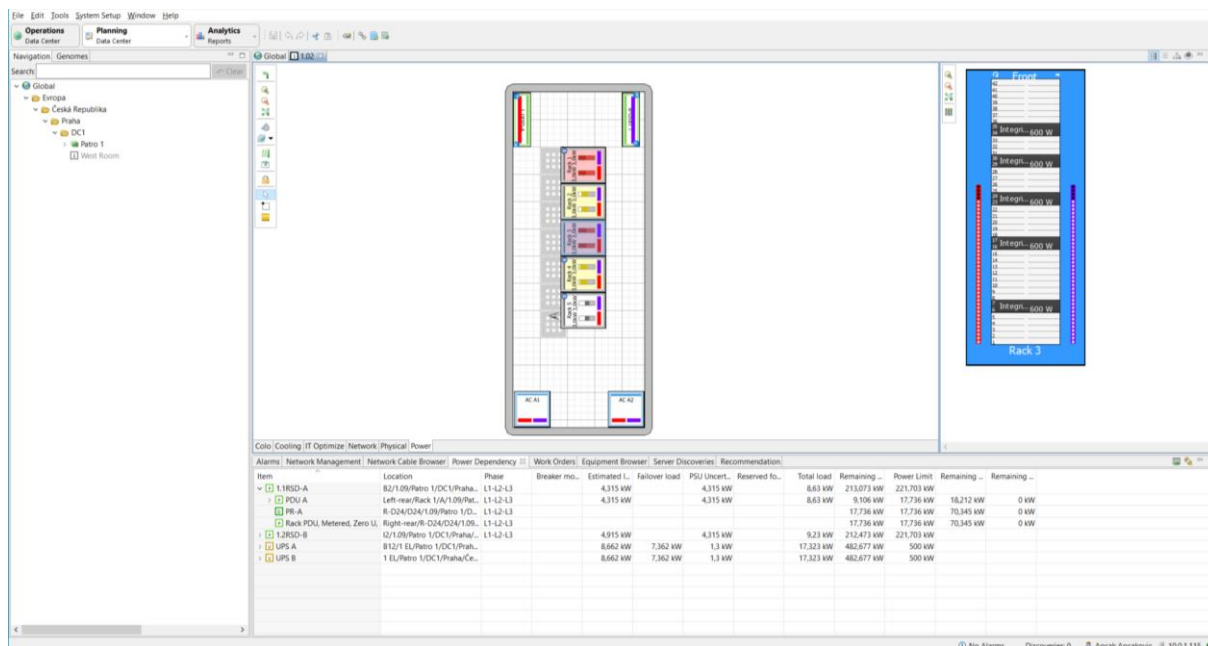 File Edit Tools System Setup Window Help
Operations
Data Center
Planning
Data Center
Analytics
Reports
Navigation Genomes
Search:
Clear
Global
Evropa
Česká Republika
Praha
DC1
Patro 1
West Room
Global 1.02
Rack 2
Rack 3
Rack 4
Rack 5
A
AC A1
AC A2
Front
Integri... 600 W
Integri... 600 W
Integri... 600 W
Integri... 600 W
Integri... 600 W
Rack 3
Colo Cooling IT Optimize Network Physical Power
Alarms Network Management Network Cable Browser Power Dependency Work Orders Equipment Browser Server Discoveries Recommendation
Item Location Phase Breaker mo... Estimated l... Failover load PSU Uncert... Reserved fo... Total load Remaining ... Power Limit Remaining ... Remaining ...
1.1RSD-A B2/1.09/Patro 1/DC1/Praha... L1-L2-L3 4,315 kW 4,315 kW 8,63 kW 213,073 kW 221,703 kW
PDU A Left-rear/Rack 1/A/1.09/Pat... L1-L2-L3 4,315 kW 4,315 kW 8,63 kW 9,106 kW 17,736 kW 18,212 kW 0 kW
PR-A R-D24/D24/1.09/Patro 1/D... L1-L2-L3 17,736 kW 17,736 kW 70,345 kW 0 kW
Rack PDU, Metered, Zero U, Right-rear/R-D24/D24/1.09... L1-L2-L3 17,736 kW 17,736 kW 70,345 kW 0 kW
1.2RSD-B I2/1.09/Patro 1/DC1/Praha/... L1-L2-L3 4,915 kW 4,315 kW 9,23 kW 212,473 kW 221,703 kW
UPS A B12/1 EL/Patro 1/DC1/Prah... 8,662 kW 7,362 kW 1,3 kW 17,323 kW 482,677 kW 500 kW
UPS B 1 EL/Patro 1/DC1/Praha/Če... 8,662 kW 7,362 kW 1,3 kW 17,323 kW 482,677 kW 500 kW
No Alarms Discoveries: 0